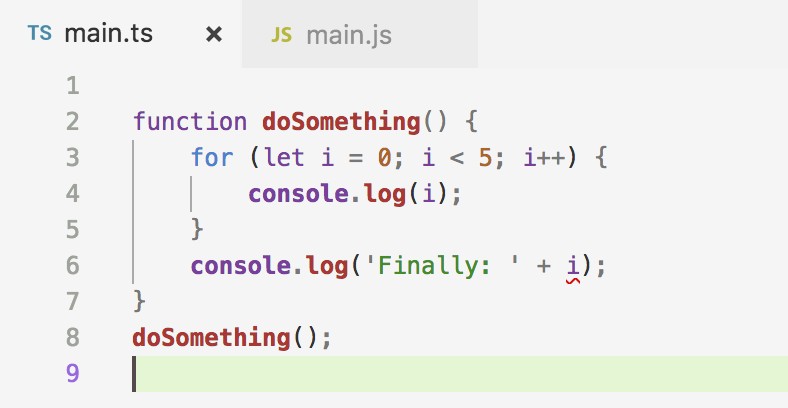 TS main.ts × JS main.js
1
2 function doSomething() {
3     for (let i = 0; i < 5; i++) {
4         console.log(i);
5     }
6     console.log('Finally: ' + i);
7 }
8 doSomething();
9